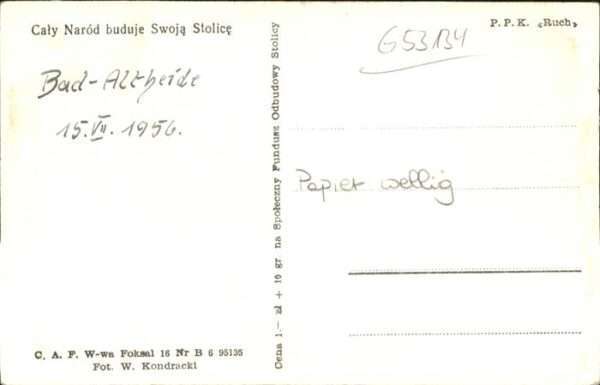 Cały Naród buduje Swoją Stolicę
P. P. K. «Ruch»
G53134
Bad-Altheide
15.VII. 1956.
Papier wellig
Cena 1.— zł + 10 gr na Społeczny Fundusz Odbudowy Stolicy
C. A. F. W-wa Foksal 16 Nr B 6 95135
Fot. W. Kondracki